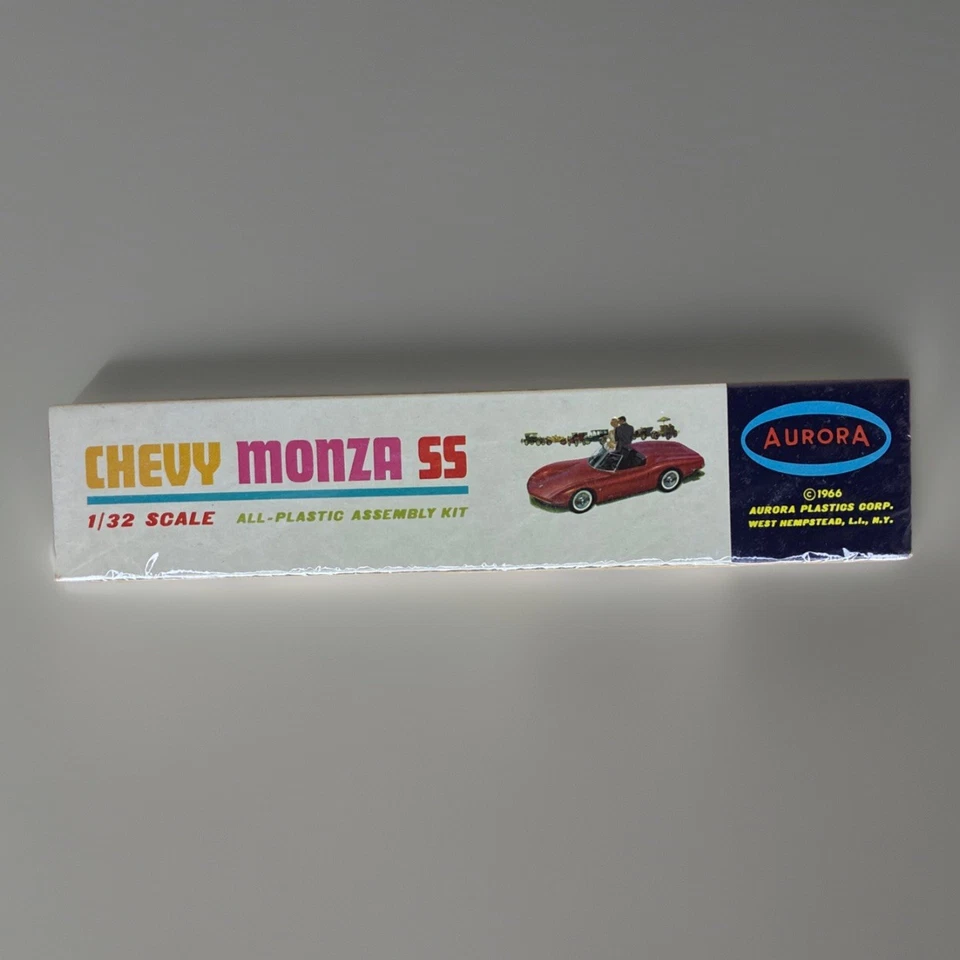 CHEVY MONZA SS
1/32 SCALE ALL-PLASTIC ASSEMBLY KIT
AURORA
©1966
AURORA PLASTICS CORP.
WEST HEMPSTEAD, L.I., N.Y.